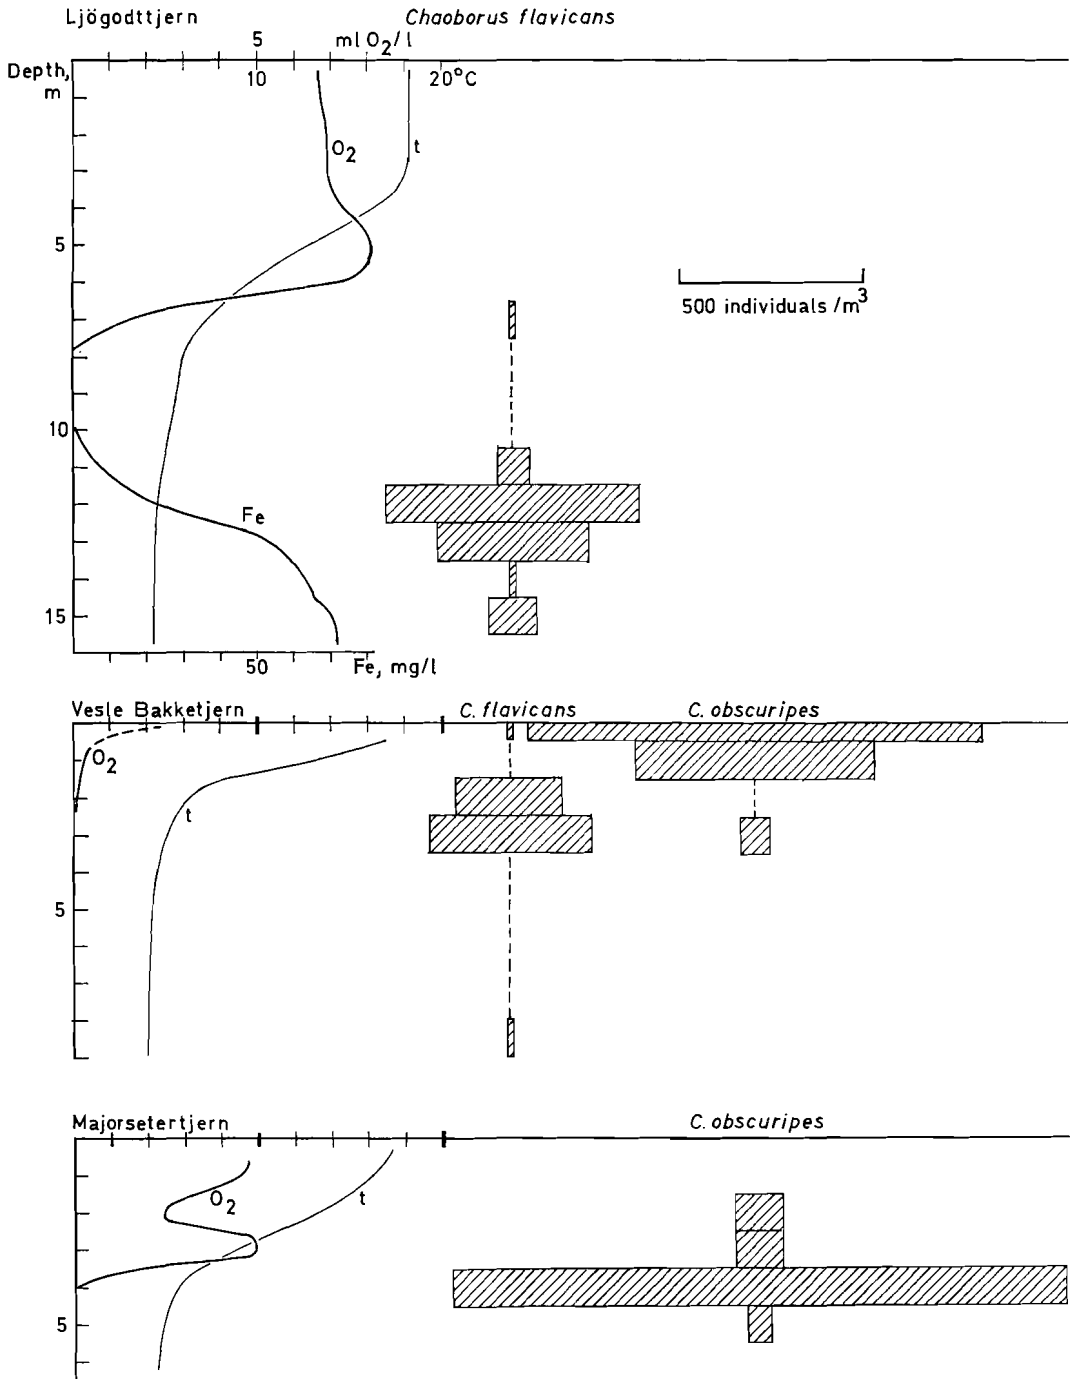 Ljögodttjern Chaoborus flavicans
5 ml O2/l
Depth, m 10 20°C
O2 t
5
500 individuals /m3
10
Fe
15
50 Fe, mg/l
Vesle Bakketjern C. flavicans C. obscuripes
O2
t
5
Majorsetertjern C. obscuripes
O2 t
5